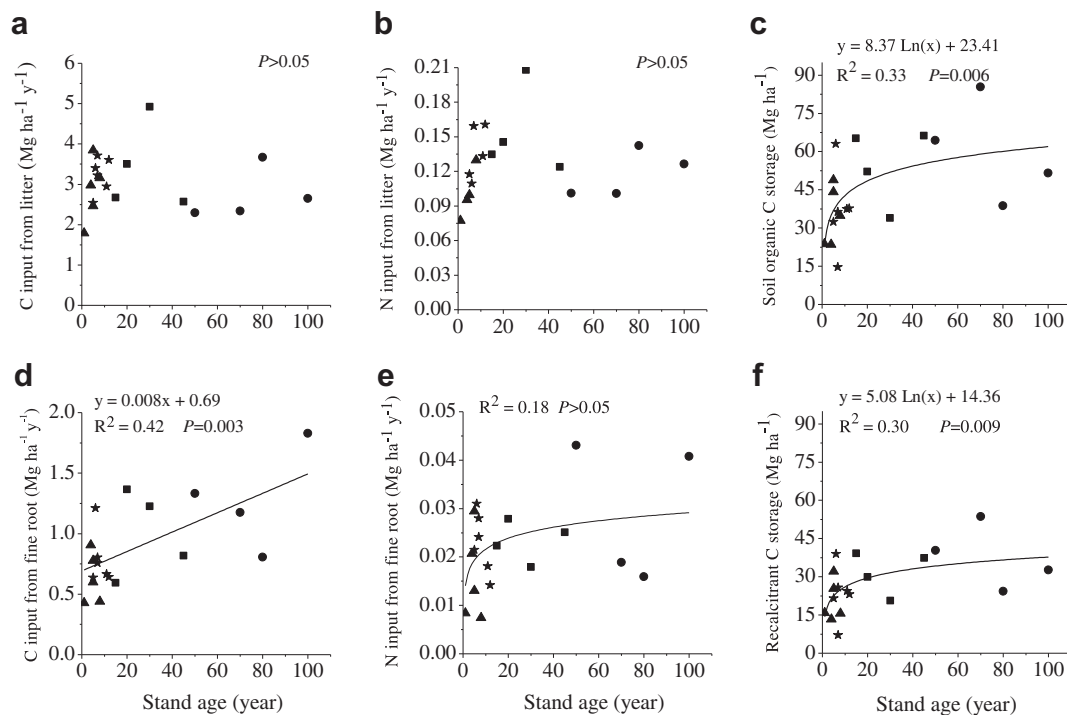 a
P>0.05
C input from litter (Mg ha⁻¹ y⁻¹)
6
5
4
3
2
1
0
0 20 40 60 80 100
b
P>0.05
N input from litter (Mg ha⁻¹ y⁻¹)
0.21
0.18
0.15
0.12
0.09
0.06
0.03
0.00
0 20 40 60 80 100
c
y = 8.37 Ln(x) + 23.41
R² = 0.33 P=0.006
Soil organic C storage (Mg ha⁻¹)
90
75
60
45
30
15
0
0 20 40 60 80 100
d
y = 0.008x + 0.69
R² = 0.42 P=0.003
C input from fine root (Mg ha⁻¹ y⁻¹)
2.0
1.5
1.0
0.5
0.0
0 20 40 60 80 100
Stand age (year)
e
R² = 0.18 P>0.05
N input from fine root (Mg ha⁻¹ y⁻¹)
0.05
0.04
0.03
0.02
0.01
0.00
0 20 40 60 80 100
Stand age (year)
f
y = 5.08 Ln(x) + 14.36
R² = 0.30 P=0.009
Recalcitrant C storage (Mg ha⁻¹)
90
75
60
45
30
15
0
0 20 40 60 80 100
Stand age (year)